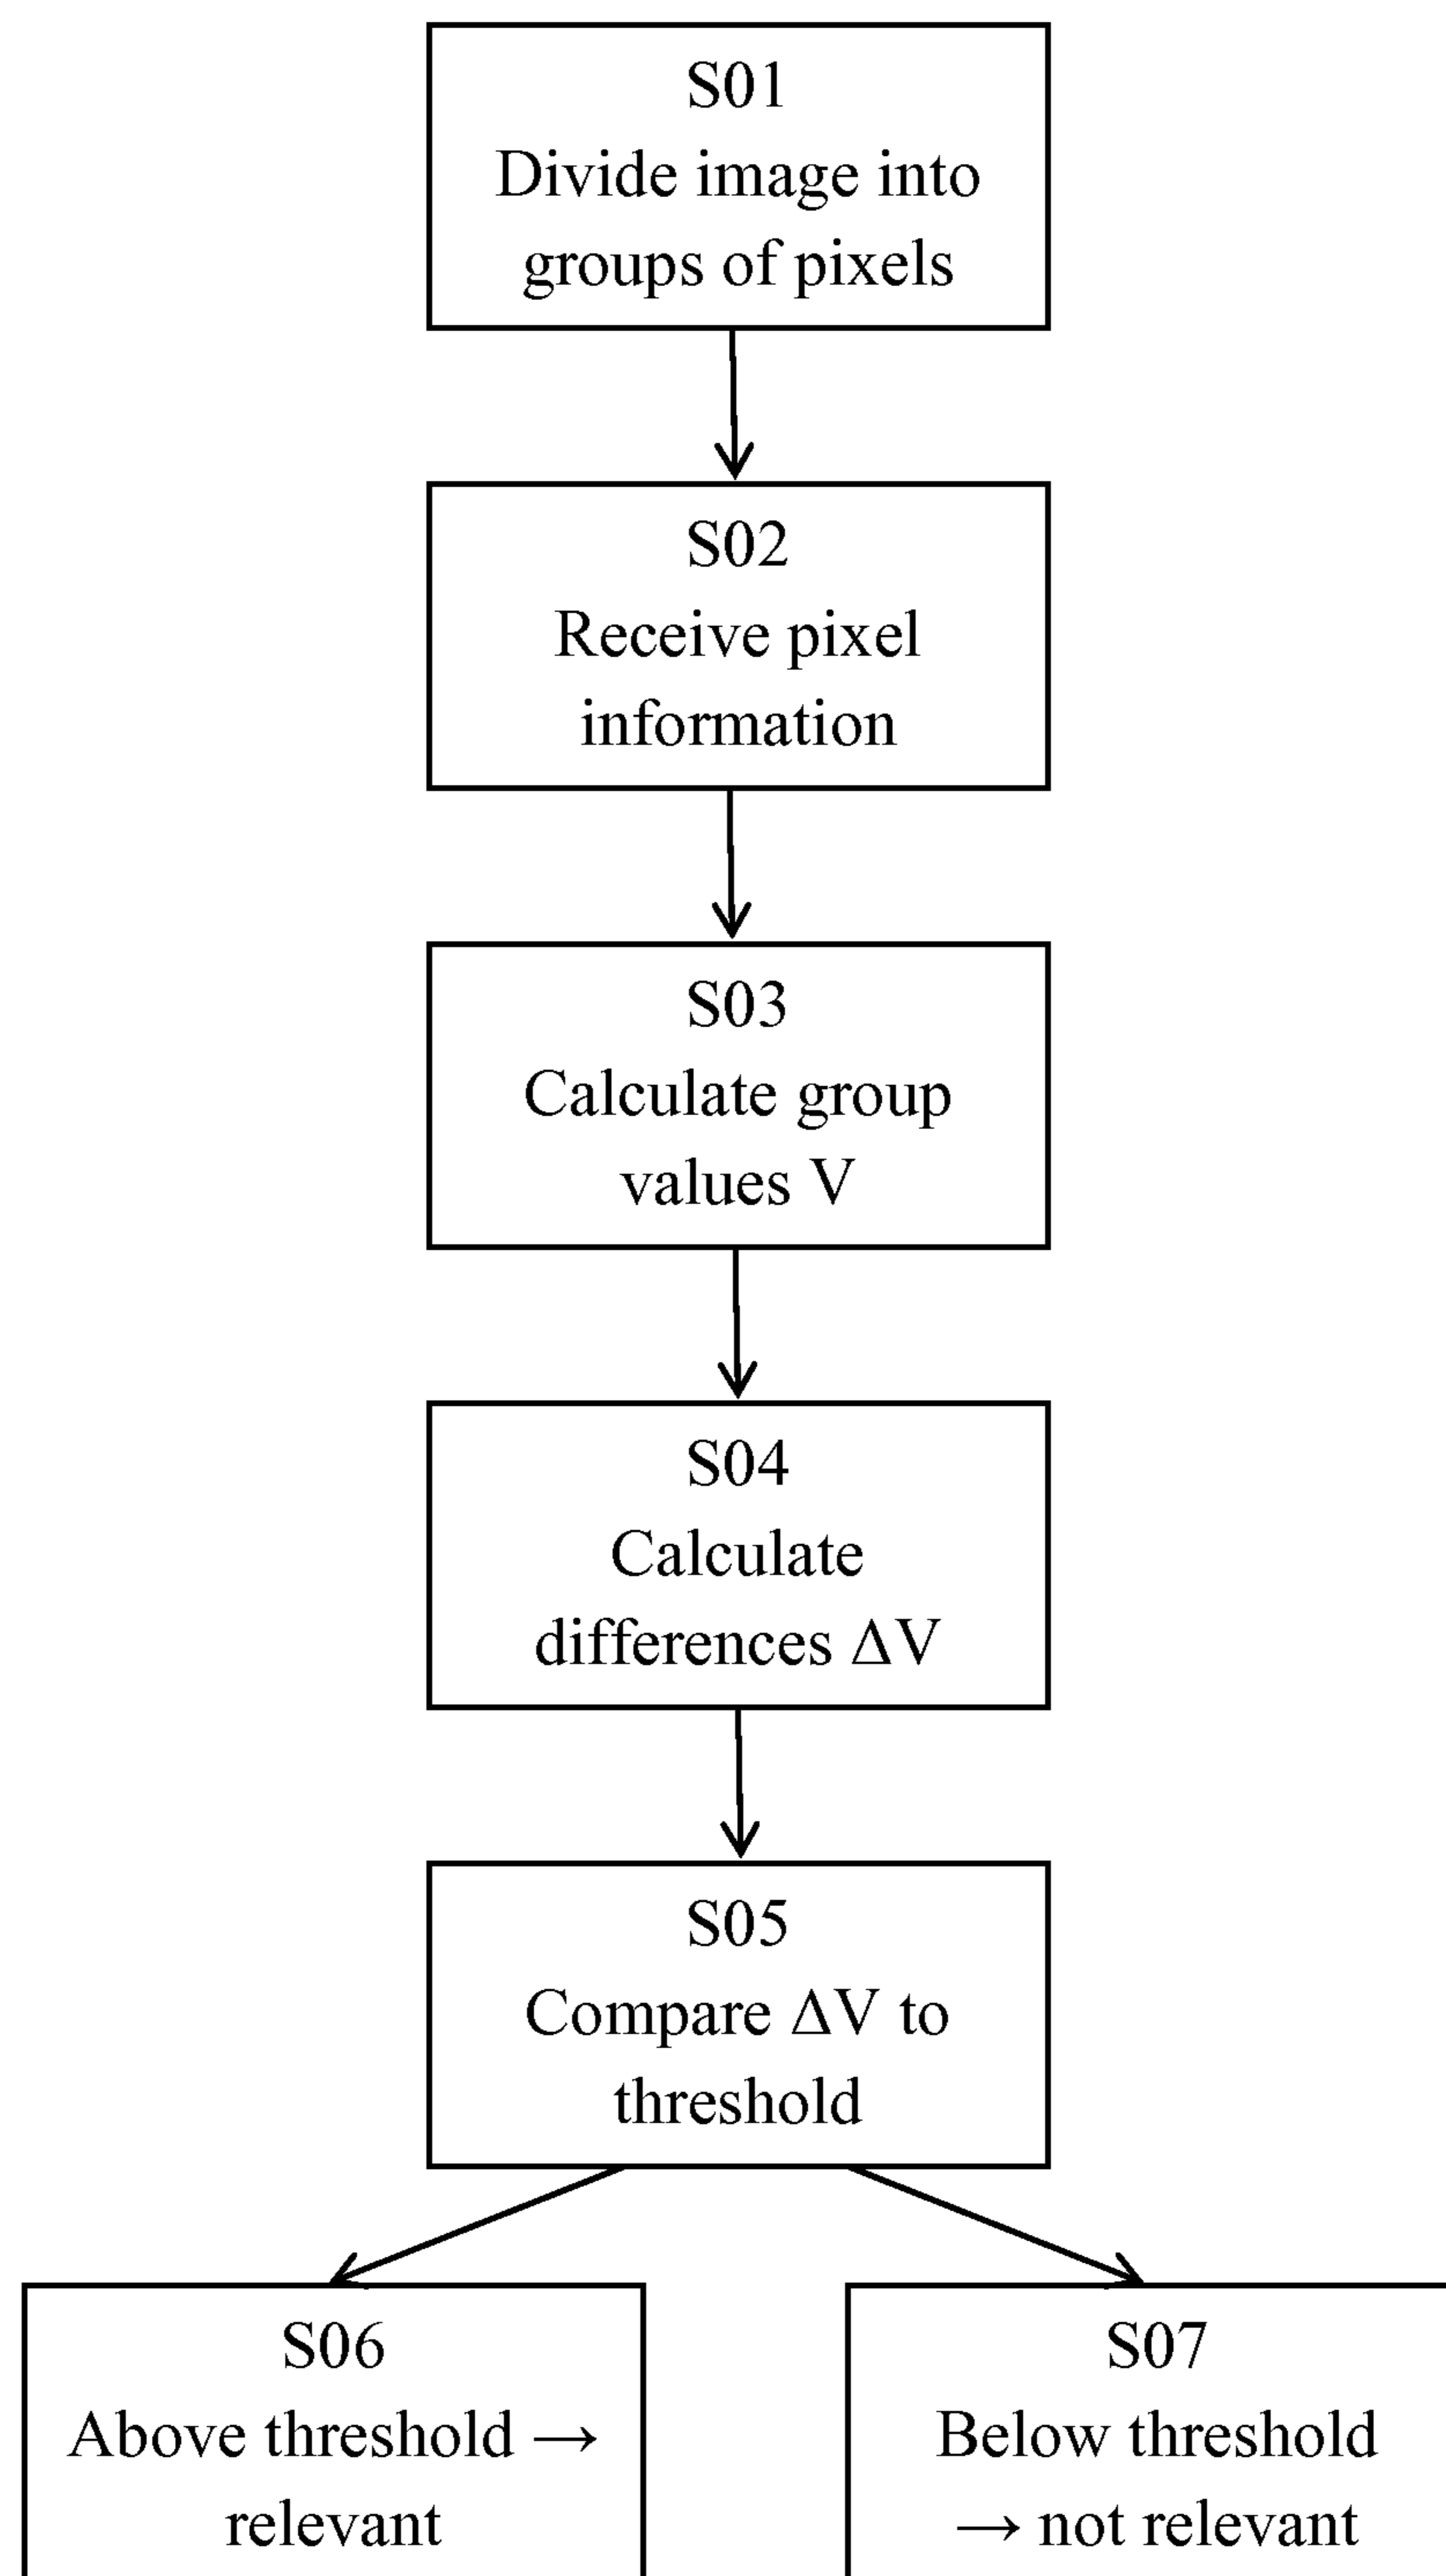 S01
Divide image into
groups of pixels
S02
Receive pixel
information
S03
Calculate group
values V
S04
Calculate
differences ΔV
S05
Compare ΔV to
threshold
S06
Above threshold →
relevant
S07
Below threshold
→ not relevant